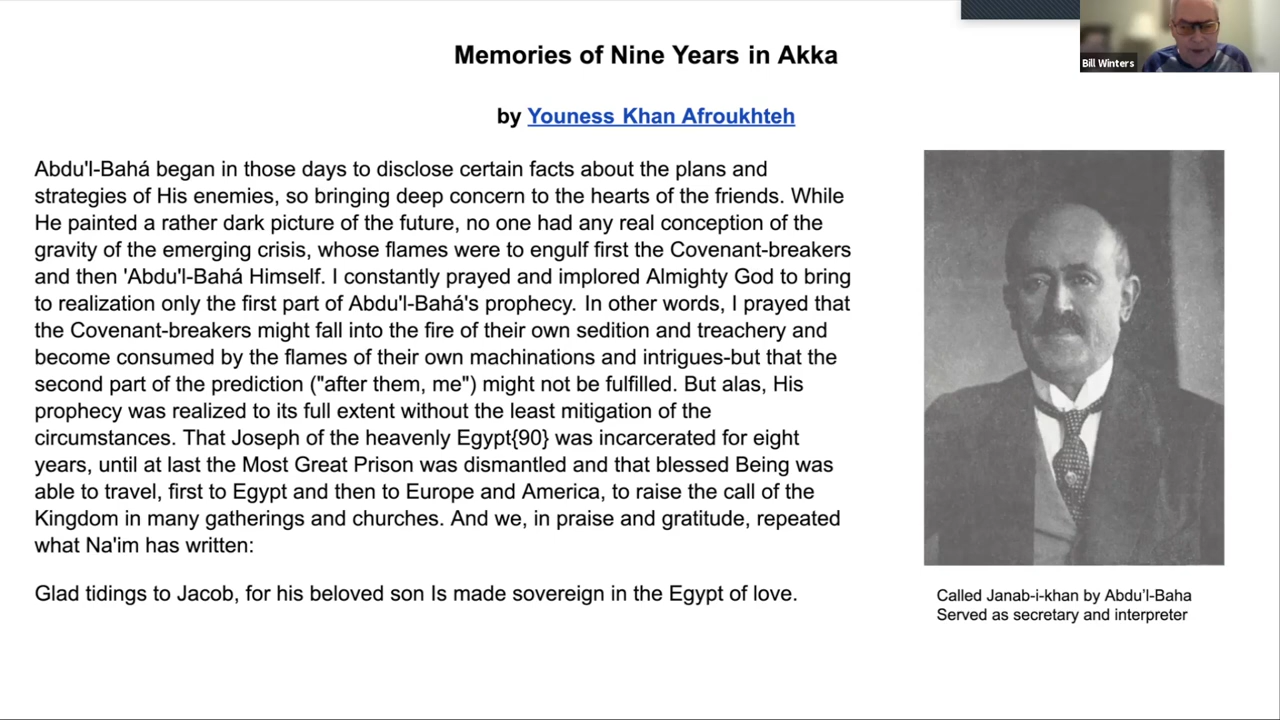 Memories of Nine Years in Akka
Bill Winters
by Youness Khan Afroukhteh
Abdu'l-Bahá began in those days to disclose certain facts about the plans and
strategies of His enemies, so bringing deep concern to the hearts of the friends. While
He painted a rather dark picture of the future, no one had any real conception of the
gravity of the emerging crisis, whose flames were to engulf first the Covenant-breakers
and then 'Abdu'l-Bahá Himself. I constantly prayed and implored Almighty God to bring
to realization only the first part of Abdu'l-Bahá's prophecy. In other words, I prayed that
the Covenant-breakers might fall into the fire of their own sedition and treachery and
become consumed by the flames of their own machinations and intrigues-but that the
second part of the prediction ("after them, me") might not be fulfilled. But alas, His
prophecy was realized to its full extent without the least mitigation of the
circumstances. That Joseph of the heavenly Egypt{90} was incarcerated for eight
years, until at last the Most Great Prison was dismantled and that blessed Being was
able to travel, first to Egypt and then to Europe and America, to raise the call of the
Kingdom in many gatherings and churches. And we, in praise and gratitude, repeated
what Na'im has written:
Glad tidings to Jacob, for his beloved son Is made sovereign in the Egypt of love.
Called Janab-i-khan by Abdu’l-Baha
Served as secretary and interpreter